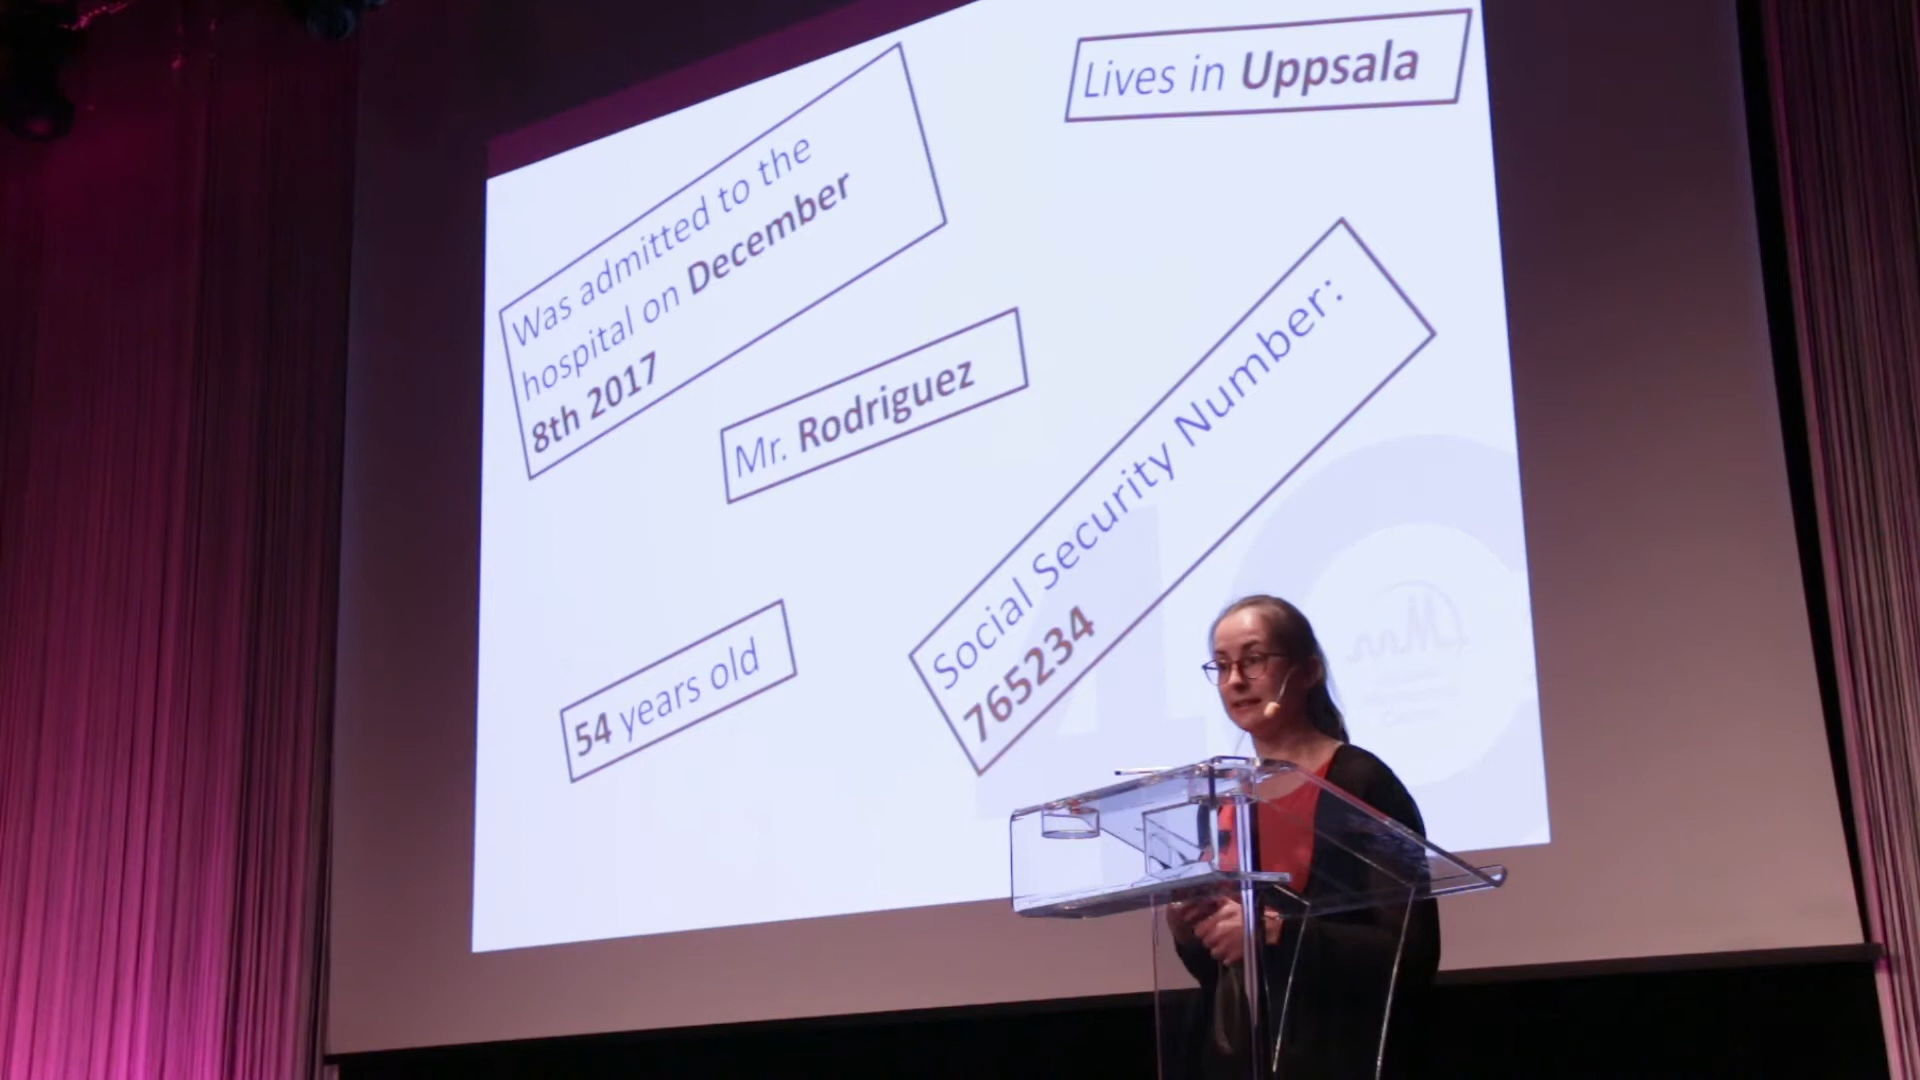 Was admitted to the
hospital on December
8th 2017
Lives in Uppsala
Mr. Rodriguez
Social Security Number:
765234
54 years old